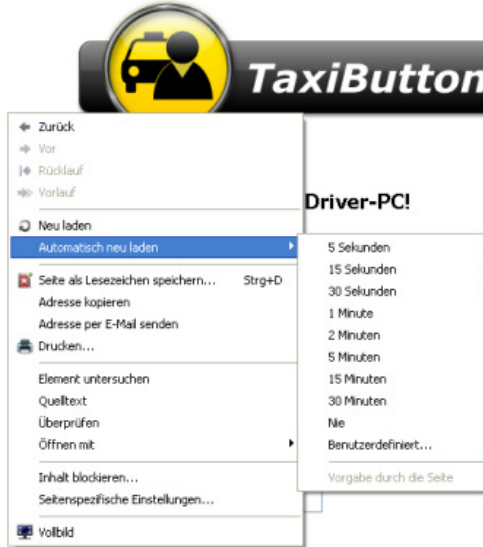 TaxiButton
Driver-PC!
Zurück
Vor
Rücklauf
Vorlauf
Neu laden
Automatisch neu laden
Seite als Lesezeichen speichern... Strg+D
Adresse kopieren
Adresse per E-Mail senden
Drucken...
Element untersuchen
Quelltext
Überprüfen
Öffnen mit
Inhalt blockieren...
Seitenspezifische Einstellungen...
Vollbild
5 Sekunden
15 Sekunden
30 Sekunden
1 Minute
2 Minuten
5 Minuten
15 Minuten
30 Minuten
Nie
Benutzerdefiniert...
Vorgabe durch die Seite